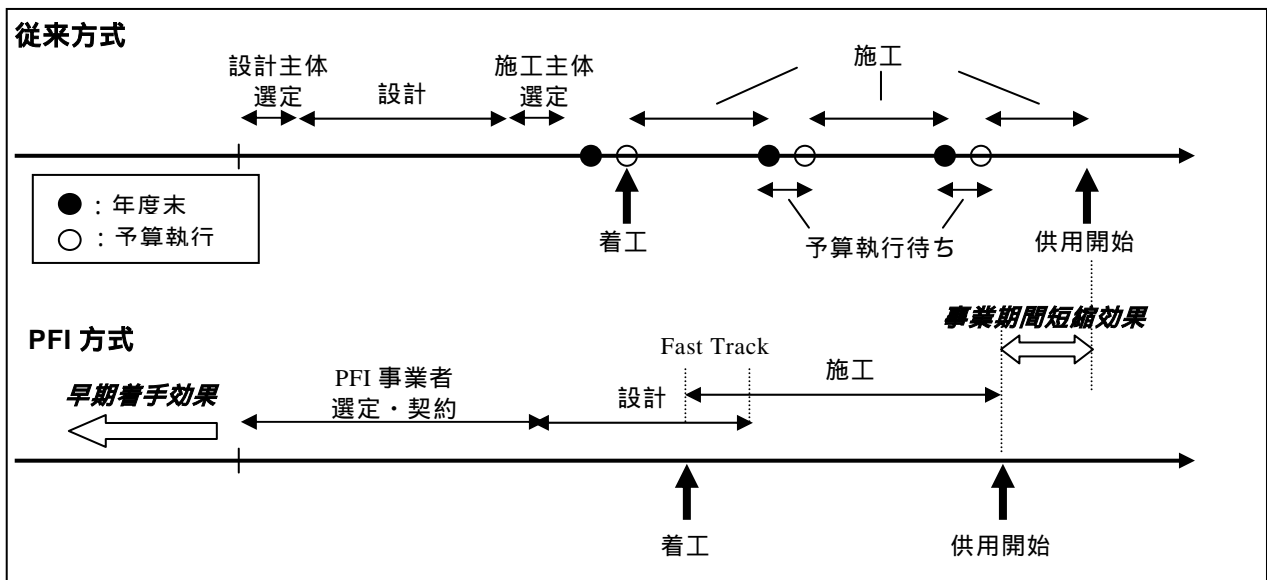 従来方式
設計主体
選定
設計
施工主体
選定
施工
●：年度末
○：予算執行
着工
予算執行待ち
供用開始
事業期間短縮効果
PFI 方式
Fast Track
早期着手効果
PFI 事業者
選定・契約
設計
施工
着工
供用開始